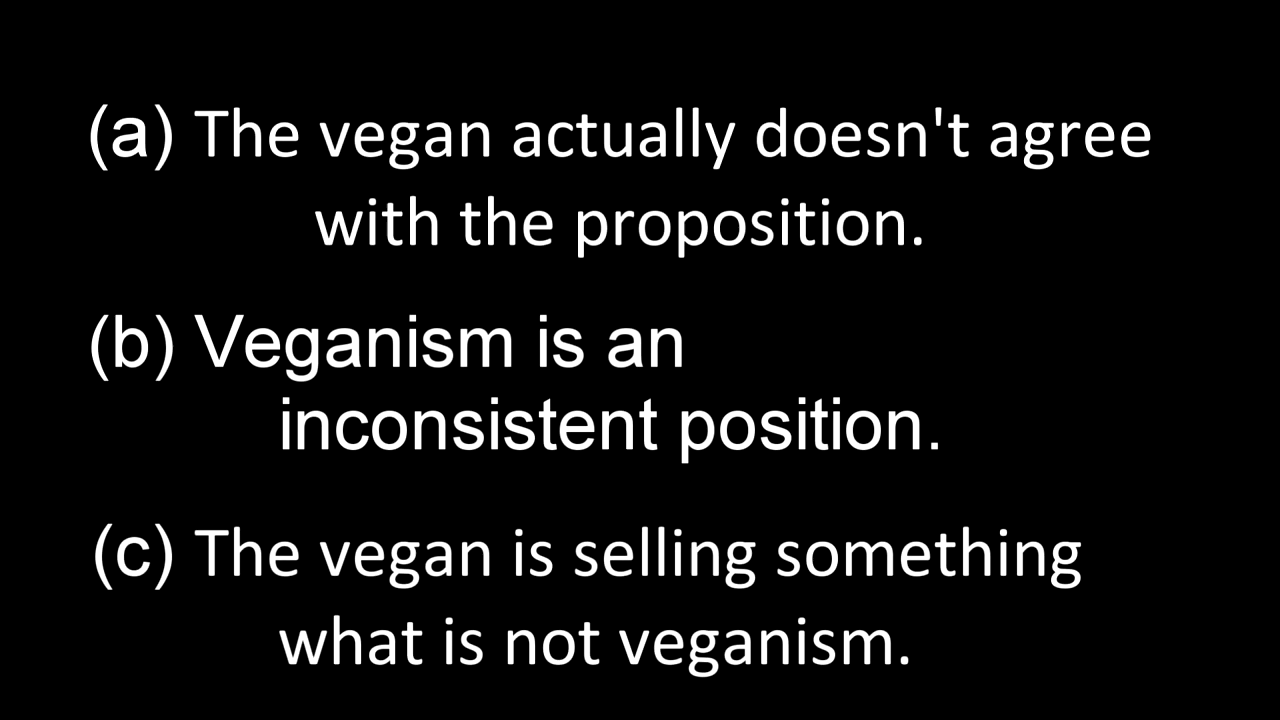 (a) The vegan actually doesn't agree
with the proposition.
(b) Veganism is an
inconsistent position.
(c) The vegan is selling something
what is not veganism.